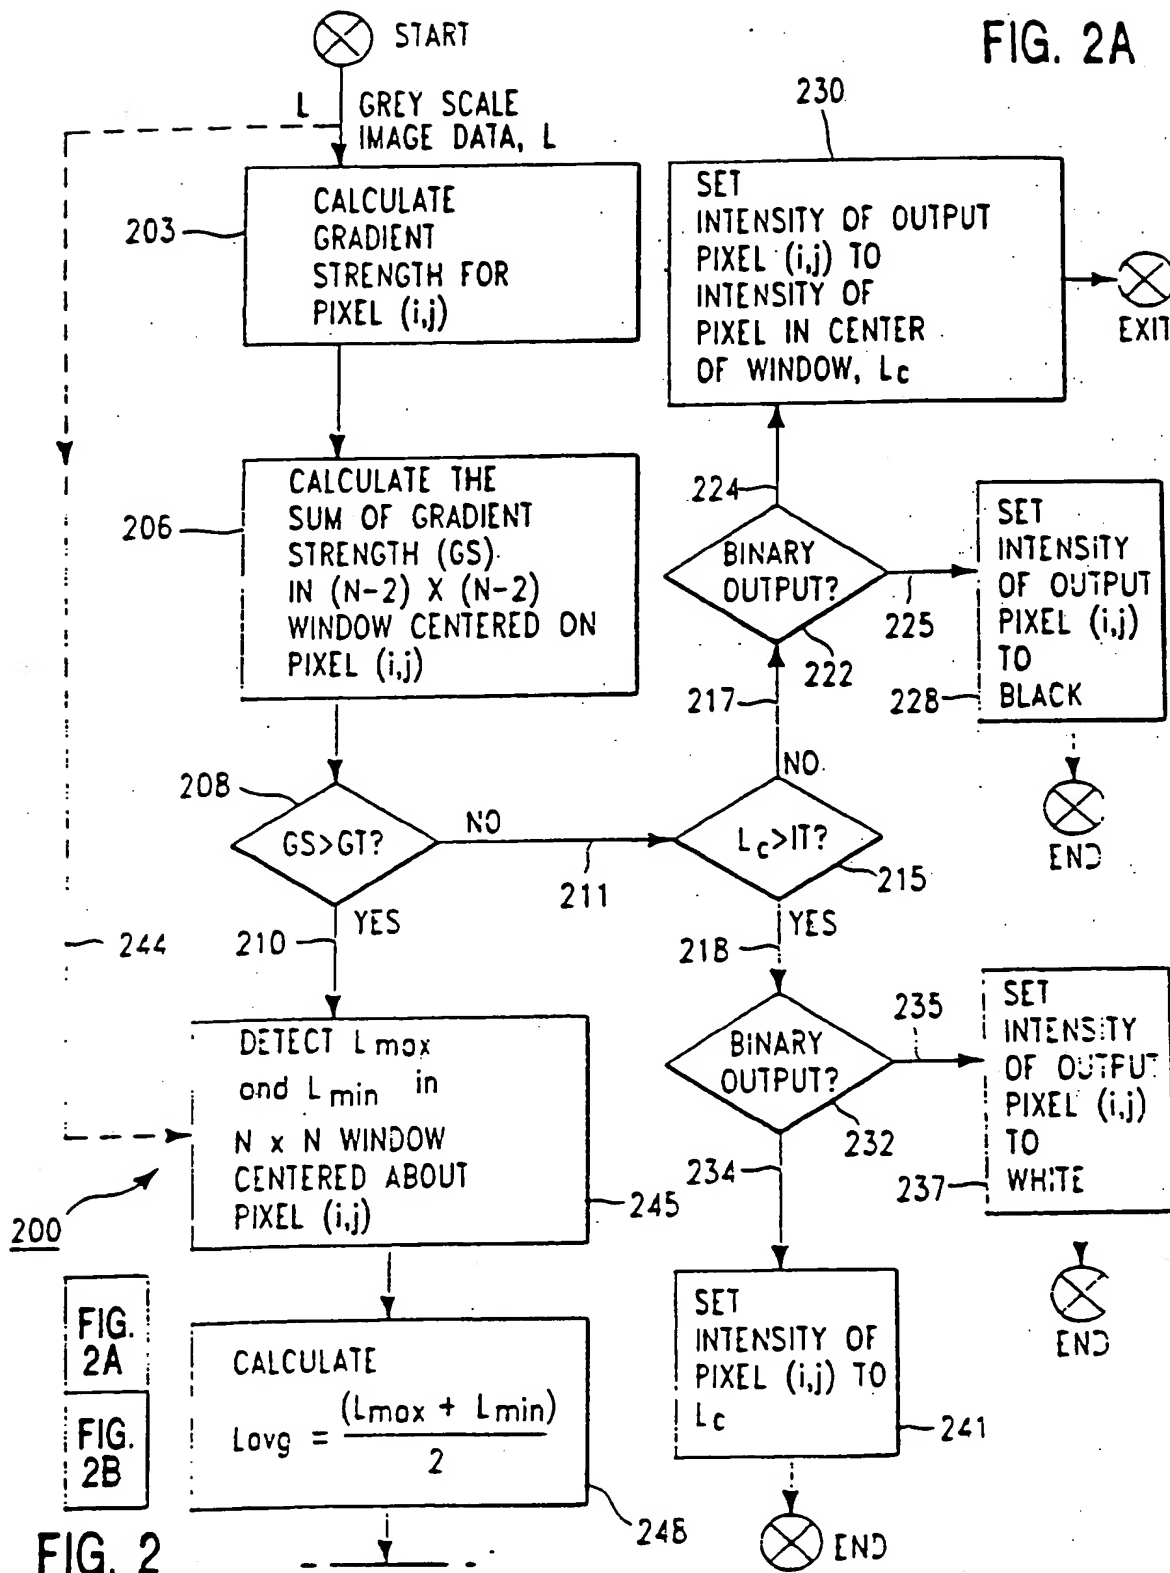 START
FIG. 2A
L
GREY SCALE
IMAGE DATA, L
203
CALCULATE
GRADIENT
STRENGTH FOR
PIXEL (i,j)
230
SET
INTENSITY OF OUTPUT
PIXEL (i,j) TO
INTENSITY OF
PIXEL IN CENTER
OF WINDOW, Lc
EXIT
206
CALCULATE THE
SUM OF GRADIENT
STRENGTH (GS)
IN (N-2) X (N-2)
WINDOW CENTERED ON
PIXEL (i,j)
224
BINARY
OUTPUT?
225
222
217
SET
INTENSITY
OF OUTPUT
PIXEL (i,j)
TO
BLACK
228
END
208
GS>GT?
NO
211
YES
210
NO
Lc>IT?
215
YES
218
244
DETECT Lmax
and Lmin in
N x N WINDOW
CENTERED ABOUT
PIXEL (i,j)
245
200
BINARY
OUTPUT?
235
232
234
SET
INTENSITY
OF OUTPUT
PIXEL (i,j)
TO
WHITE
237
END
SET
INTENSITY OF
PIXEL (i,j) TO
Lc
241
END
CALCULATE
Lavg = (Lmax + Lmin)
2
248
FIG.
2A
FIG.
2B
FIG. 2